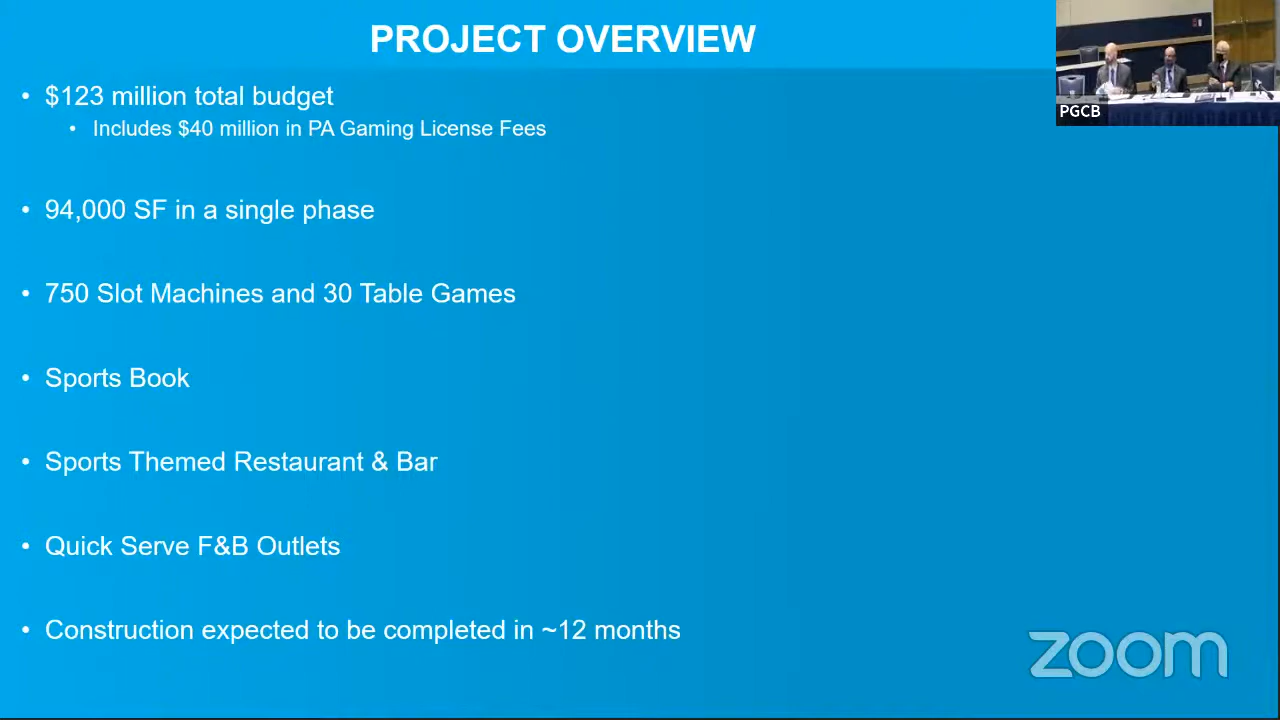 PROJECT OVERVIEW
• $123 million total budget
• Includes $40 million in PA Gaming License Fees
• 94,000 SF in a single phase
• 750 Slot Machines and 30 Table Games
• Sports Book
• Sports Themed Restaurant & Bar
• Quick Serve F&B Outlets
• Construction expected to be completed in ~12 months
PGCB
zoom